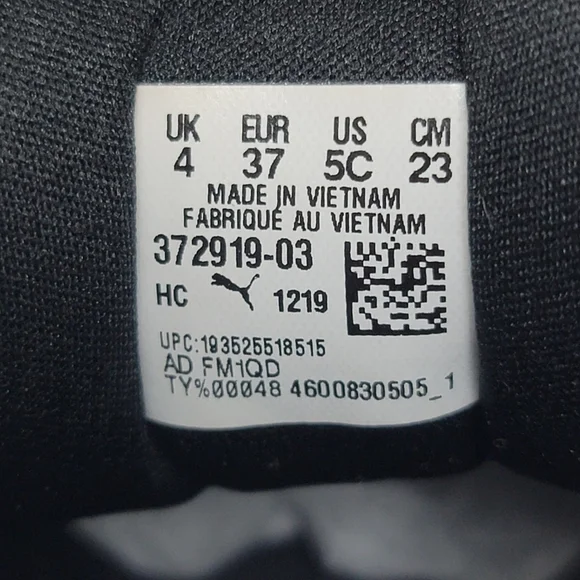 UK EUR US CM
4 37 5C 23
MADE IN VIETNAM
FABRIQUÉ AU VIETNAM
372919-03
HC 1219
UPC:193525518515
AD FM1QD
TY%00048 4600830505_1